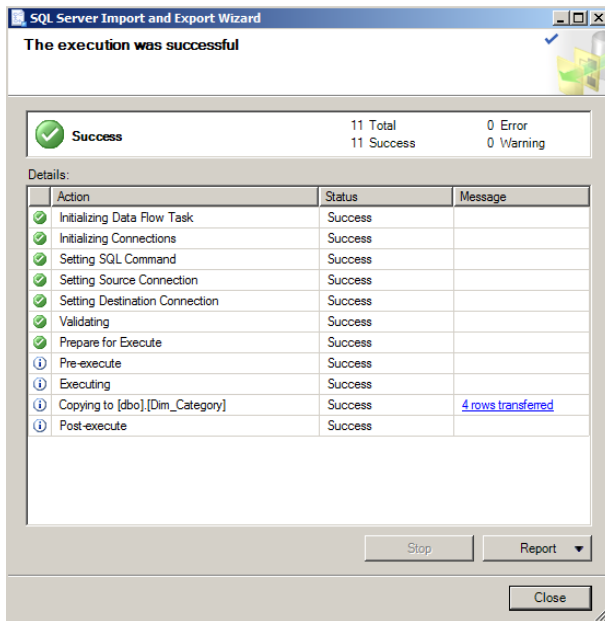 SQL Server Import and Export Wizard
The execution was successful
Success
11 Total
0 Error
11 Success
0 Warning
Details:
Action Status Message
Initializing Data Flow Task Success
Initializing Connections Success
Setting SQL Command Success
Setting Source Connection Success
Setting Destination Connection Success
Validating Success
Prepare for Execute Success
Pre-execute Success
Executing Success
Copying to [dbo].[Dim_Category] Success 4 rows transferred
Post-execute Success
Stop Report
Close